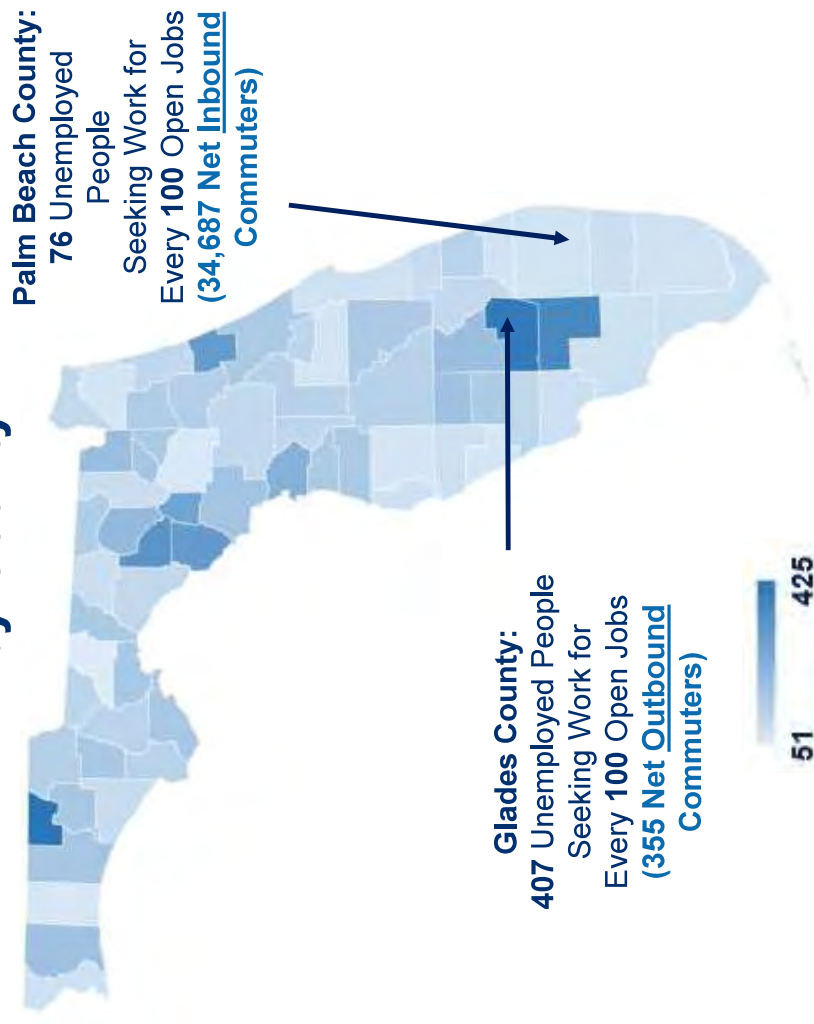 Palm Beach County:
76 Unemployed
People
Seeking Work for
Every 100 Open Jobs
(34,687 Net Inbound
Commuters)
Glades County:
407 Unemployed People
Seeking Work for
Every 100 Open Jobs
(355 Net Outbound
Commuters)
51
425